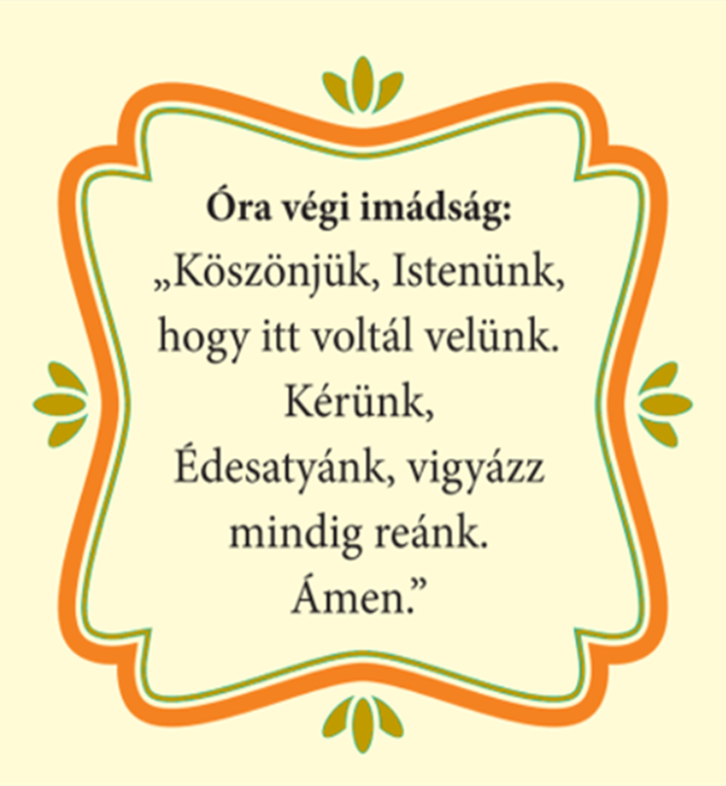 Óra végi imádság:
„Köszönjük, Istenünk,
hogy itt voltál velünk.
Kérünk,
Édesatyánk, vigyázz
mindig reánk.
Ámen.”